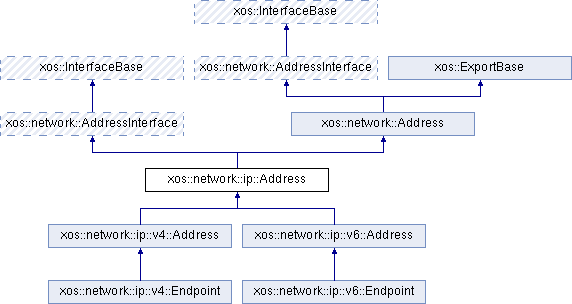 xos::InterfaceBase
xos::InterfaceBase
xos::network::AddressInterface
xos::ExportBase
xos::network::AddressInterface
xos::network::Address
xos::network::ip::Address
xos::network::ip::v4::Address
xos::network::ip::v6::Address
xos::network::ip::v4::Endpoint
xos::network::ip::v6::Endpoint